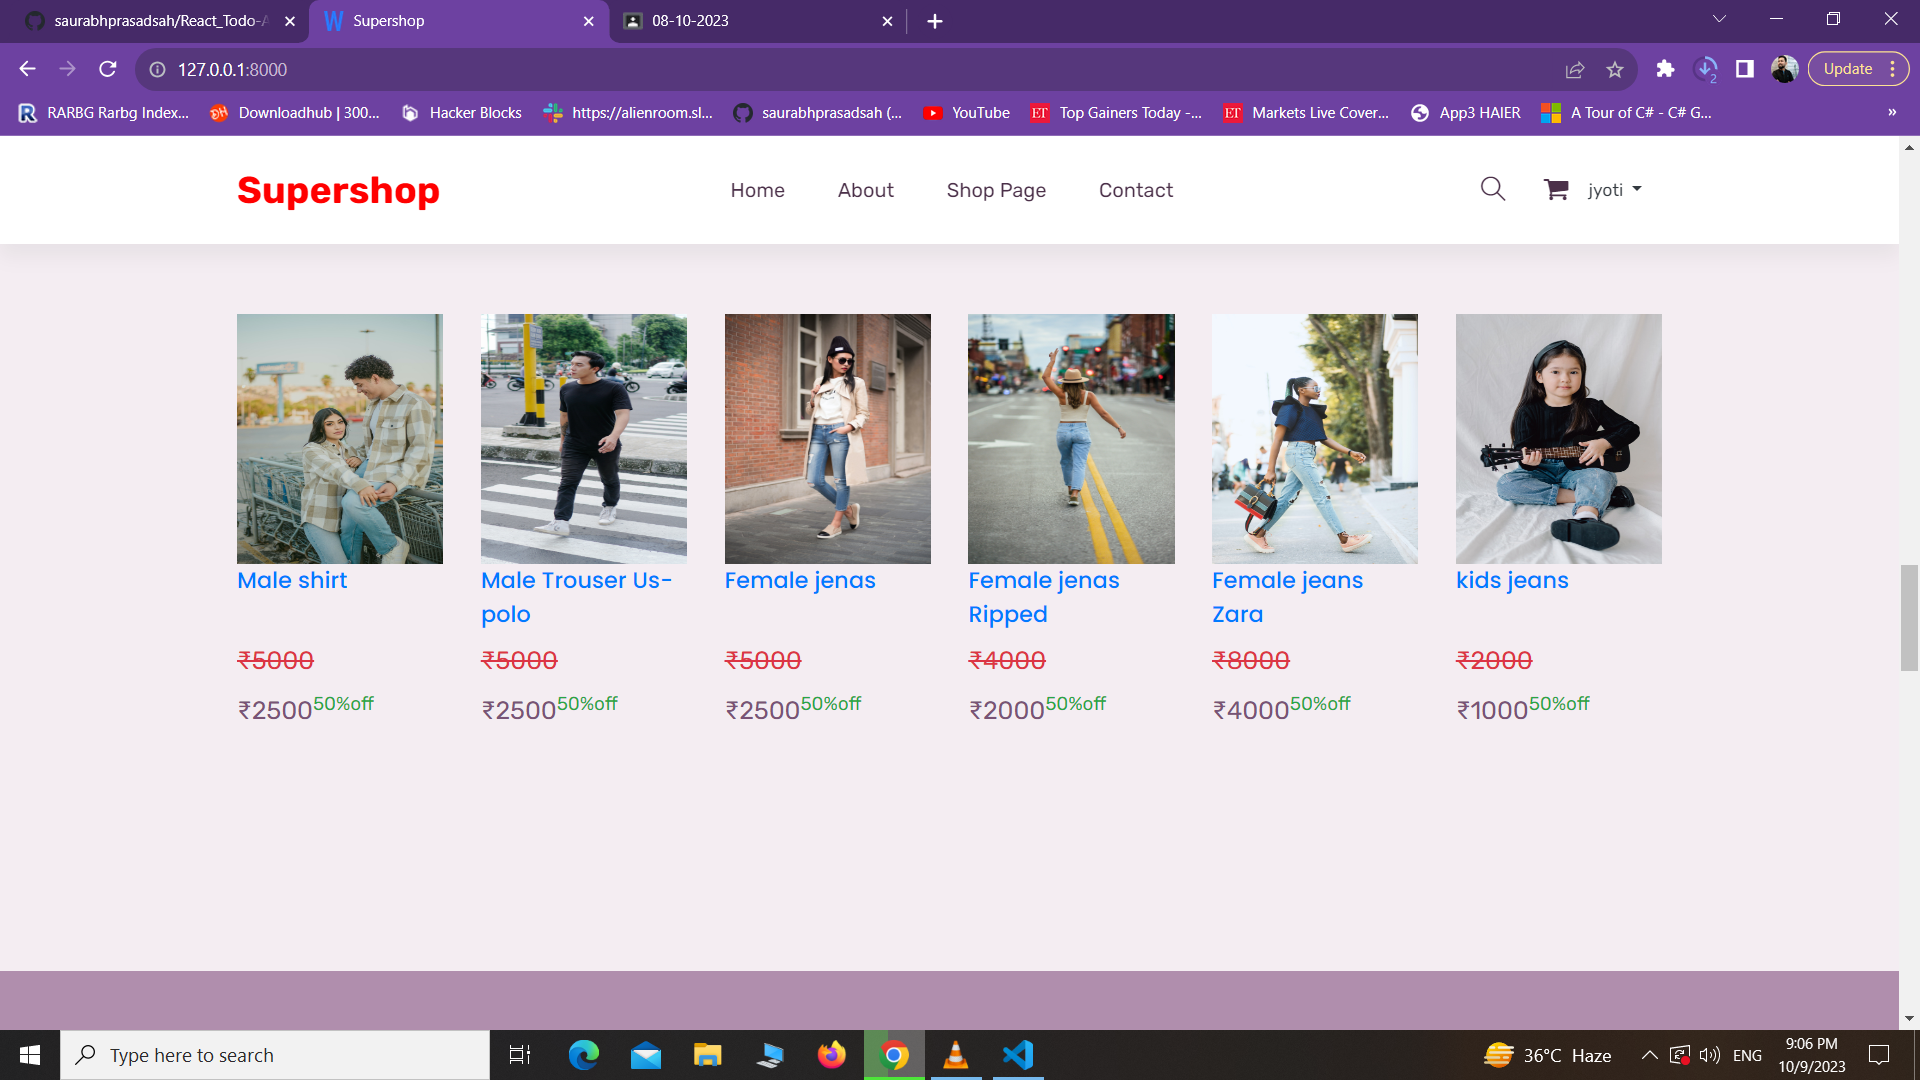 saurabhprasadsah/React_Todo-A
Supershop
08-10-2023
127.0.0.1:8000
Update
2
RARBG Rarbg Index...
Downloadhub | 300...
Hacker Blocks
https://alienroom.sl...
saurabhprasadsah (...
YouTube
ET
Top Gainers Today -...
ET
Markets Live Cover...
App3 HAIER
A Tour of C# - C# G...
»
Supershop
Home
About
Shop Page
Contact
jyoti
Male shirt
₹5000
₹2500 50%off
Male Trouser Us-
polo
₹5000
₹2500 50%off
Female jenas
₹5000
₹2500 50%off
Female jenas
Ripped
₹4000
₹2000 50%off
Female jeans
Zara
₹8000
₹4000 50%off
kids jeans
₹2000
₹1000 50%off
Type here to search
36°C Haze
ENG
9:06 PM
10/9/2023